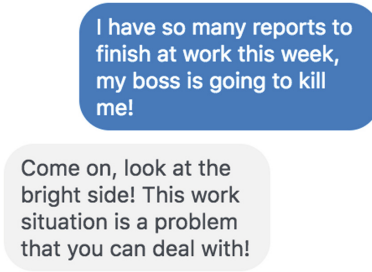 I have so many reports to
finish at work this week,
my boss is going to kill
me!
Come on, look at the
bright side! This work
situation is a problem
that you can deal with!